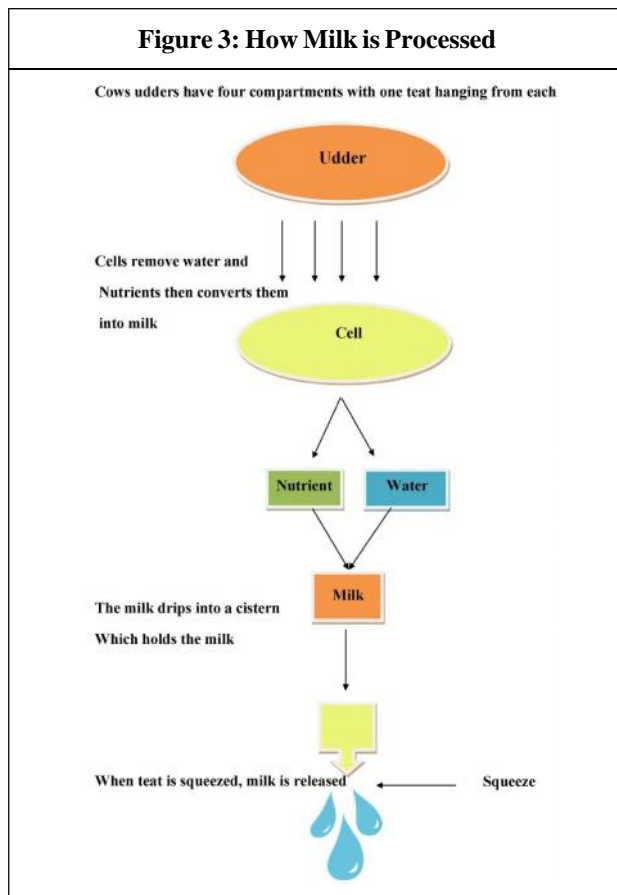 Figure 3: How Milk is Processed
Cows udders have four compartments with one teat hanging from each
Udder
Cells remove water and
Nutrients then converts them
into milk
Cell
Nutrient
Water
Milk
The milk drips into a cistern
Which holds the milk
When teat is squeezed, milk is released
Squeeze